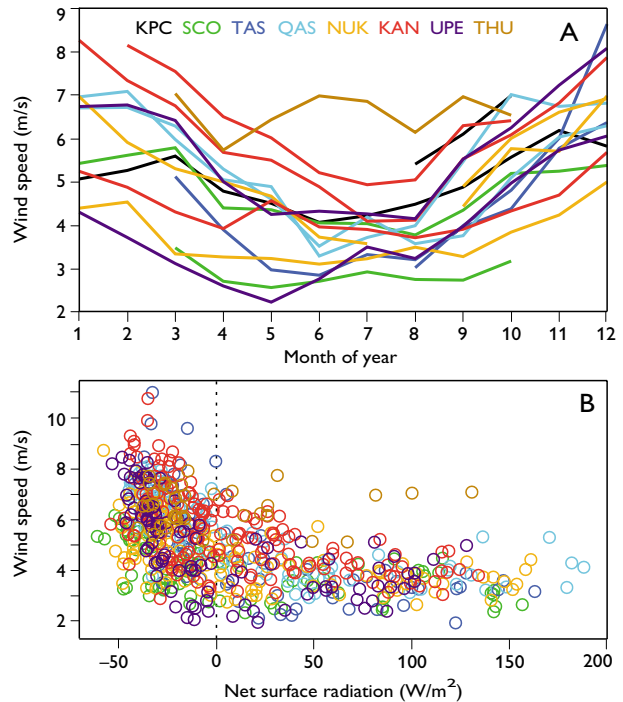 KPC SCO TAS QAS NUK KAN UPE THU
A
Wind speed (m/s)
9
8
7
6
5
4
3
2
1 2 3 4 5 6 7 8 9 10 11 12
Month of year
B
Wind speed (m/s)
10
8
6
4
2
–50 0 50 100 150 200
Net surface radiation (W/m²)